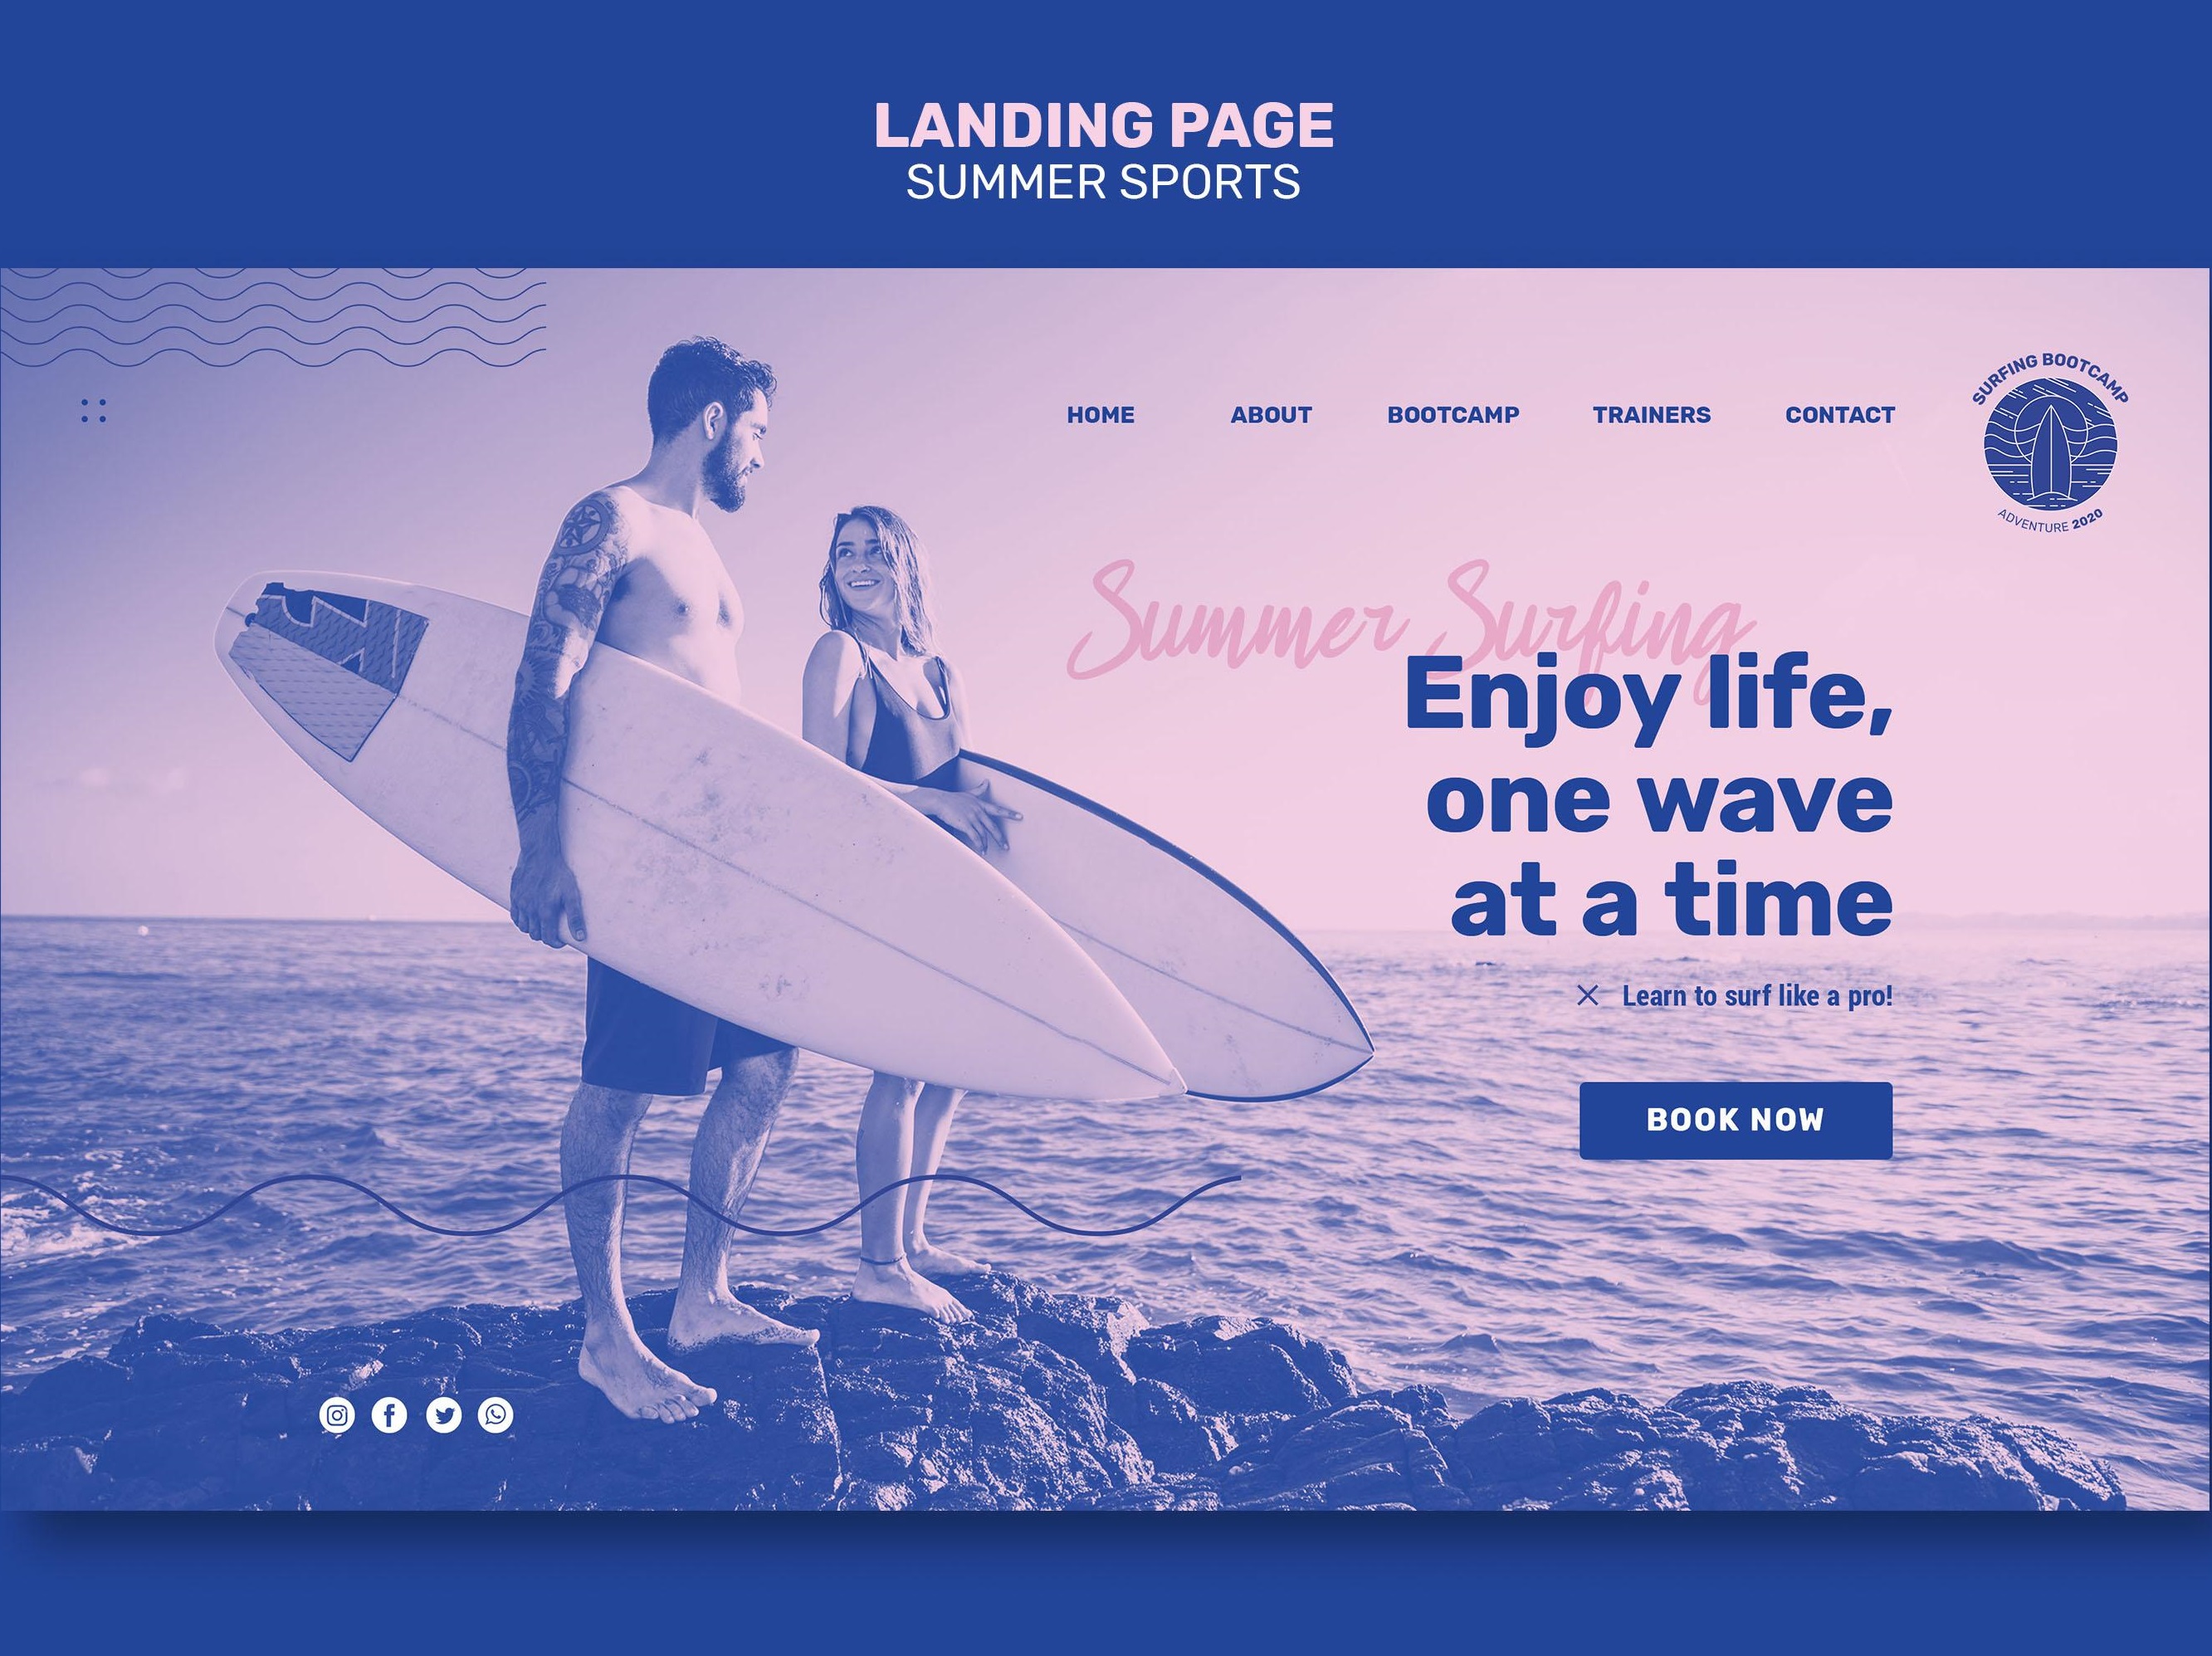 LANDING PAGE
SUMMER SPORTS
HOME ABOUT BOOTCAMP TRAINERS CONTACT
SURFING BOOTCAMP
ADVENTURE 2020
Summer Surfing
Enjoy life,
one wave
at a time
Learn to surf like a pro!
BOOK NOW